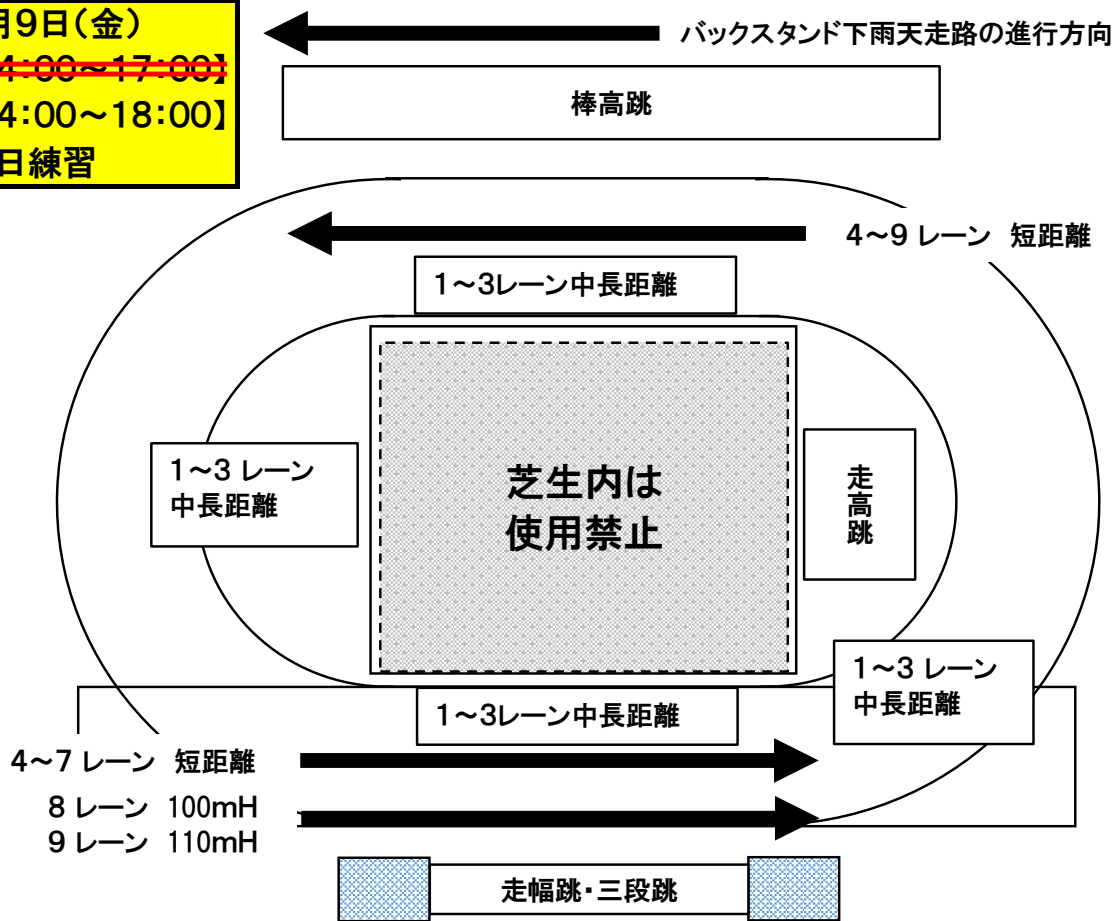 月9日(金)
4:00~17:00】
4:00~18:00】
日練習
バックスタンド下雨天走路の進行方向
棒高跳
4~9 レーン 短距離
1~3レーン中長距離
1~3 レーン
中長距離
芝生内は
使用禁止
走高跳
1~3 レーン
中長距離
1~3レーン中長距離
4~7 レーン 短距離
8 レーン 100mH
9 レーン 110mH
走幅跳・三段跳